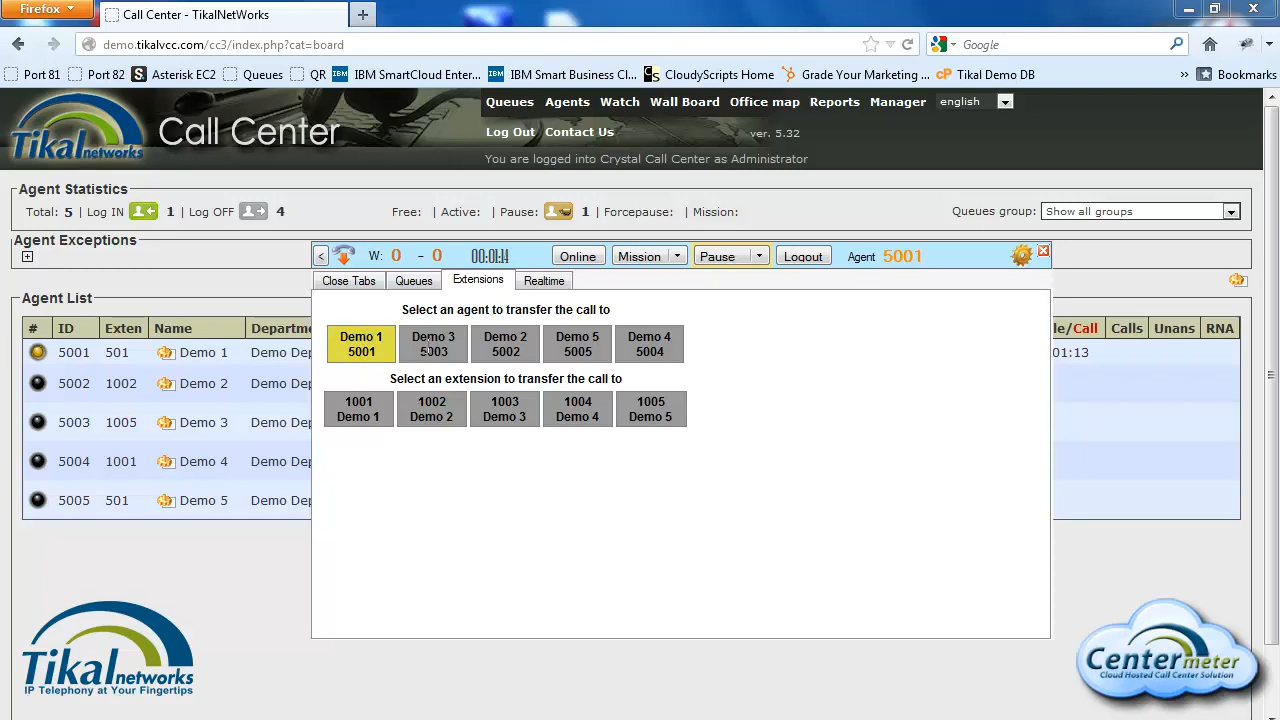 Firefox
Call Center - TikalNetWorks
demo.tikalvcc.com/cc3/index.php?cat=board
Google
Port 81
Port 82
Asterisk EC2
Queues
QR
IBM SmartCloud Enter...
IBM Smart Business Cl...
CloudyScripts Home
Grade Your Marketing ...
Tikal Demo DB
Bookmarks
Tikal networks
Call Center
Queues Agents Watch Wall Board Office map Reports Manager english
Log Out Contact Us ver. 5.32
You are logged into Crystal Call Center as Administrator
Agent Statistics
Total: 5 | Log IN 1 | Log OFF 4
Free: | Active: | Pause: 1 | Forcepause: | Mission:
Queues group: Show all groups
Agent Exceptions
W: 0 - 0 00:01:14 Online Mission Pause Logout Agent 5001
Close Tabs Queues Extensions Realtime
Agent List
# ID Exten Name Departme
le/Call Calls Unans RNA
5001 501 Demo 1 Demo Dep
01:13
5002 1002 Demo 2 Demo Dep
5003 1005 Demo 3 Demo Dep
5004 1001 Demo 4 Demo Dep
5005 501 Demo 5 Demo Dep
Select an agent to transfer the call to
Demo 1 Demo 3 Demo 2 Demo 5 Demo 4
5001 5003 5002 5005 5004
Select an extension to transfer the call to
1001 1002 1003 1004 1005
Demo 1 Demo 2 Demo 3 Demo 4 Demo 5
Tikal networks
IP Telephony at Your Fingertips
Centermeter
Cloud Hosted Call Center Solution